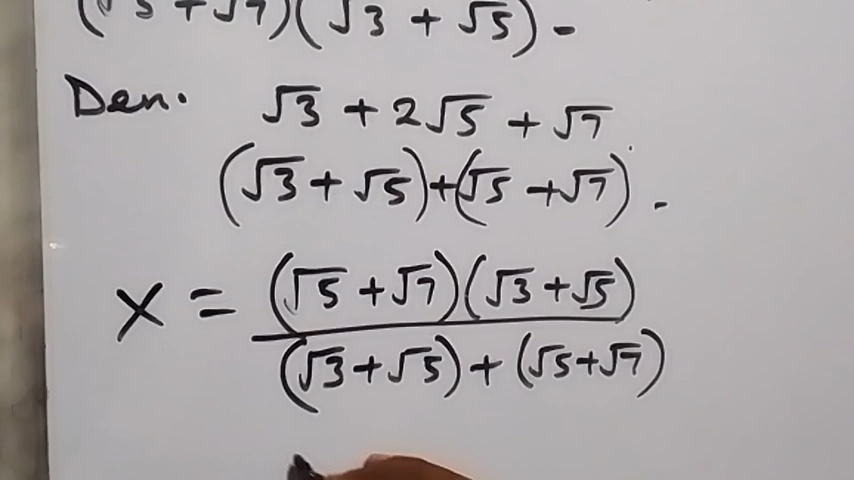 (√5 + √7)(√3 + √5) -
Den. √3 + 2√5 + √7
(√3 + √5) + (√5 + √7).
X = (√5 + √7)(√3 + √5)
(√3 + √5) + (√5 + √7)